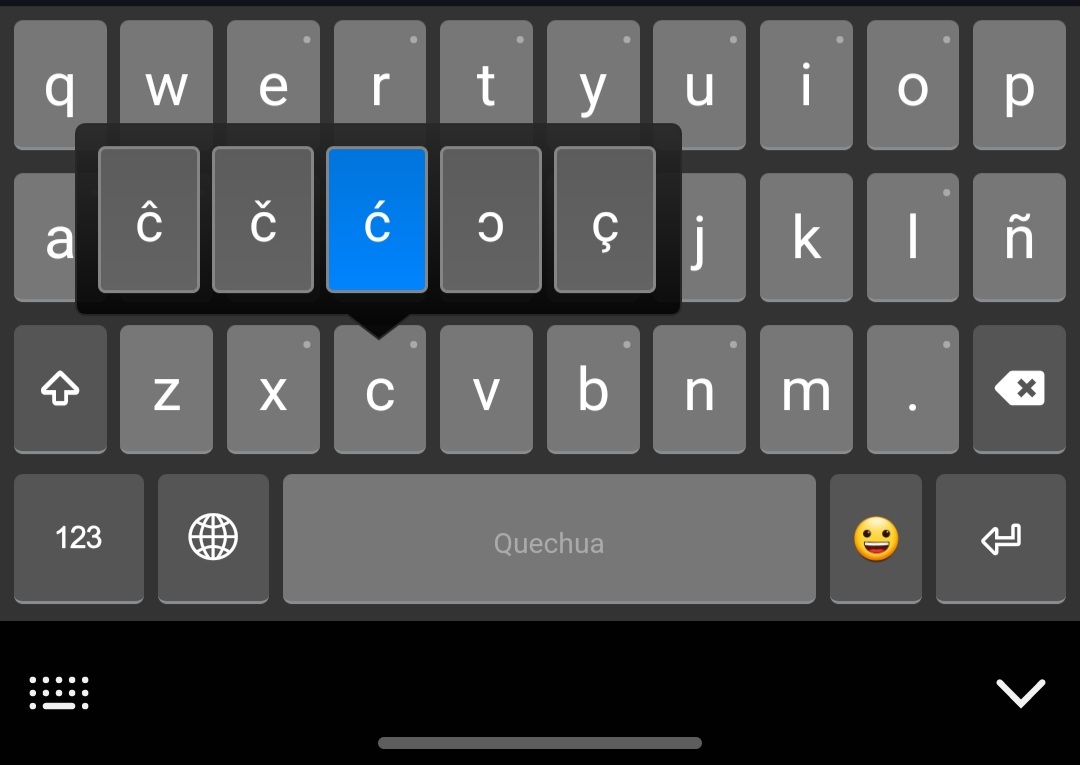 q w e r t y u i o p
ĉ č ć ɔ ç
a j k l ñ
z x c v b n m .
123 Quechua